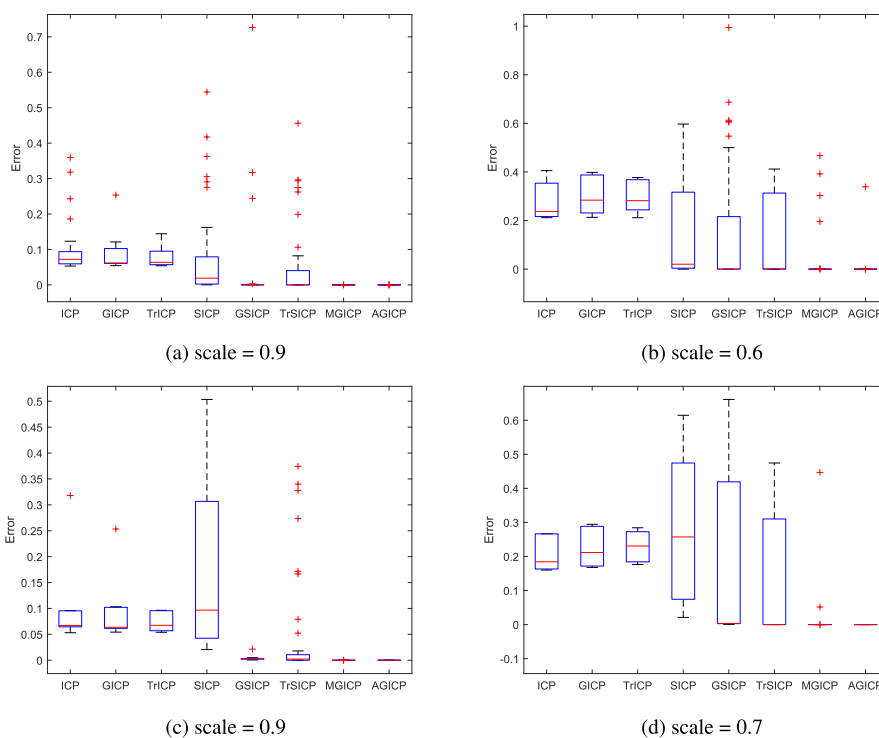 0.7
0.6
0.5
0.4
0.3
0.2
0.1
0
Error
ICP GICP TrICP SICP GSICP TrSICP MGICP AGICP
(a) scale = 0.9
1
0.8
0.6
0.4
0.2
0
Error
ICP GICP TrICP SICP GSICP TrSICP MGICP AGICP
(b) scale = 0.6
0.5
0.45
0.4
0.35
0.3
0.25
0.2
0.15
0.1
0.05
0
Error
ICP GICP TrICP SICP GSICP TrSICP MGICP AGICP
(c) scale = 0.9
0.6
0.5
0.4
0.3
0.2
0.1
0
-0.1
Error
ICP GICP TrICP SICP GSICP TrSICP MGICP AGICP
(d) scale = 0.7